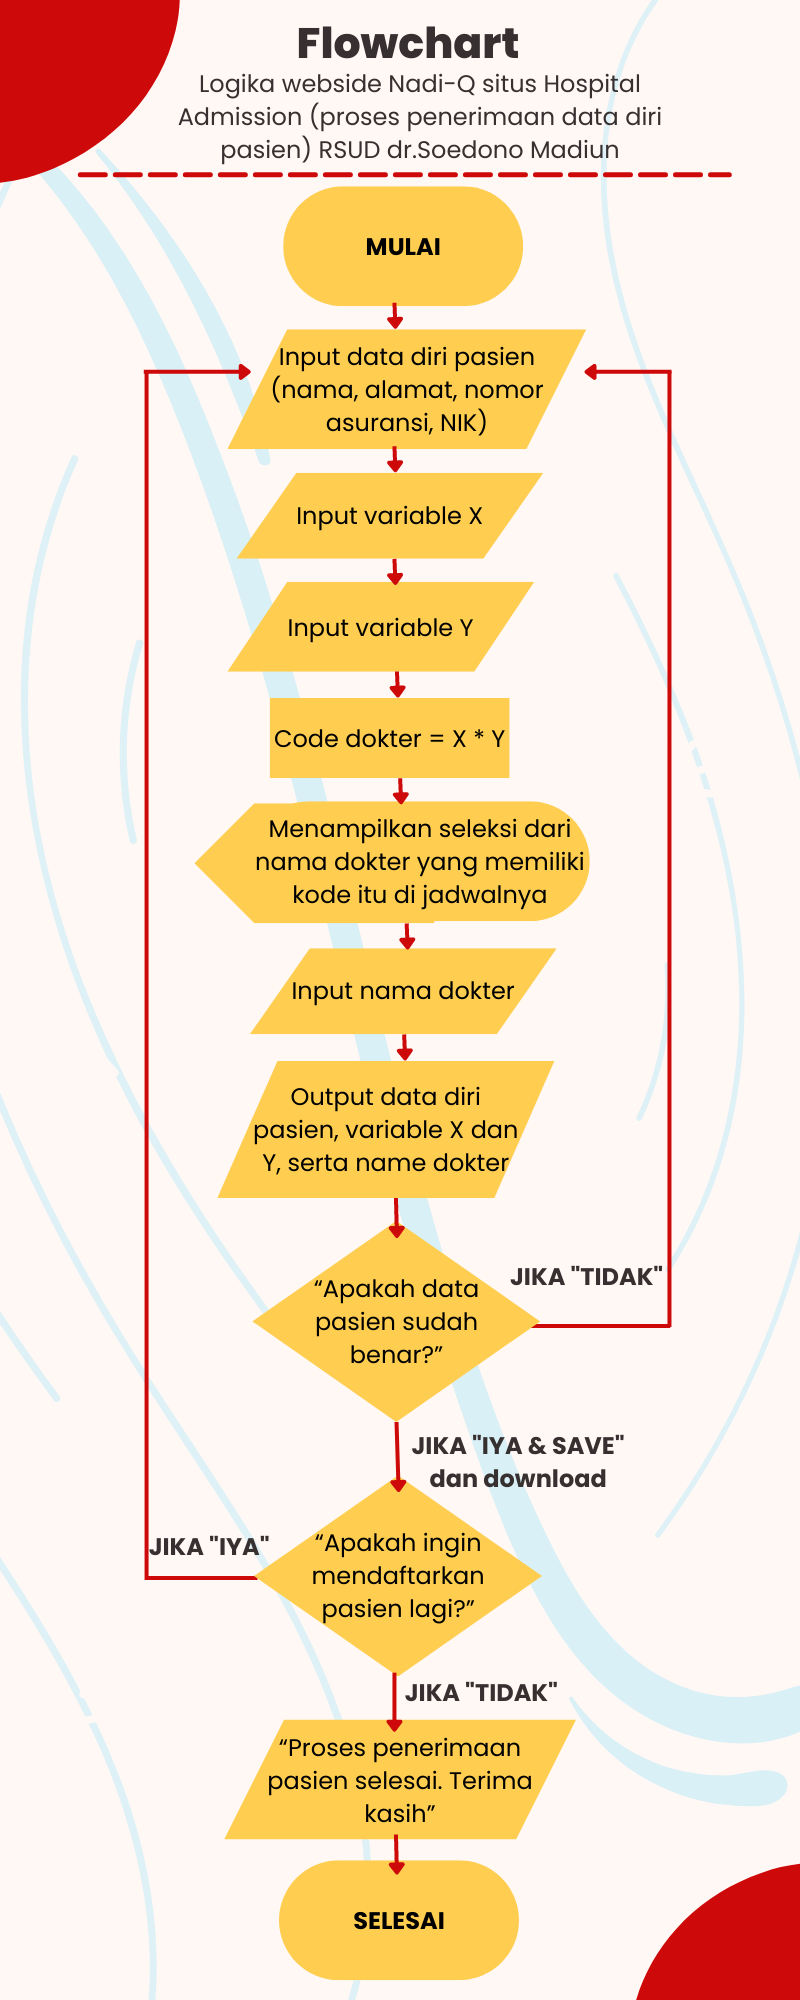 Flowchart
Logika webside Nadi-Q situs Hospital
Admission (proses penerimaan data diri
pasien) RSUD dr.Soedono Madiun
MULAI
Input data diri pasien
(nama, alamat, nomor
asuransi, NIK)
Input variable X
Input variable Y
Code dokter = X * Y
Menampilkan seleksi dari
nama dokter yang memiliki
kode itu di jadwalnya
Input nama dokter
Output data diri
pasien, variable X dan
Y, serta name dokter
JIKA "TIDAK"
“Apakah data
pasien sudah
benar?”
JIKA "IYA & SAVE"
dan download
JIKA "IYA"
“Apakah ingin
mendaftarkan
pasien lagi?”
JIKA "TIDAK"
“Proses penerimaan
pasien selesai. Terima
kasih”
SELESAI